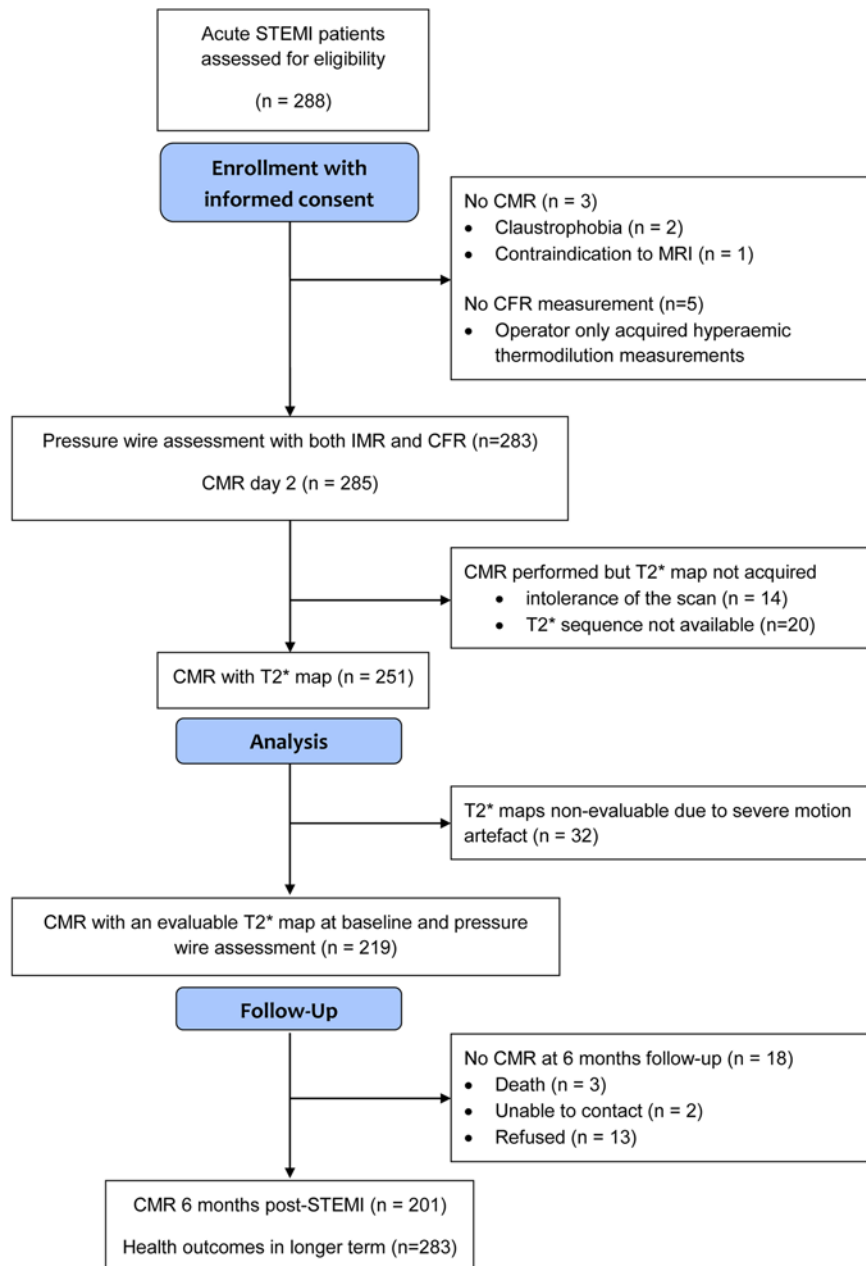 Acute STEMI patients
assessed for eligibility
(n = 288)
Enrollment with
informed consent
No CMR (n = 3)
• Claustrophobia (n = 2)
• Contraindication to MRI (n = 1)
No CFR measurement (n=5)
• Operator only acquired hyperaemic
thermodilution measurements
Pressure wire assessment with both IMR and CFR (n=283)
CMR day 2 (n = 285)
CMR performed but T2* map not acquired
• intolerance of the scan (n = 14)
• T2* sequence not available (n=20)
CMR with T2* map (n = 251)
Analysis
T2* maps non-evaluable due to severe motion
artefact (n = 32)
CMR with an evaluable T2* map at baseline and pressure
wire assessment (n = 219)
Follow-Up
No CMR at 6 months follow-up (n = 18)
• Death (n = 3)
• Unable to contact (n = 2)
• Refused (n = 13)
CMR 6 months post-STEMI (n = 201)
Health outcomes in longer term (n=283)